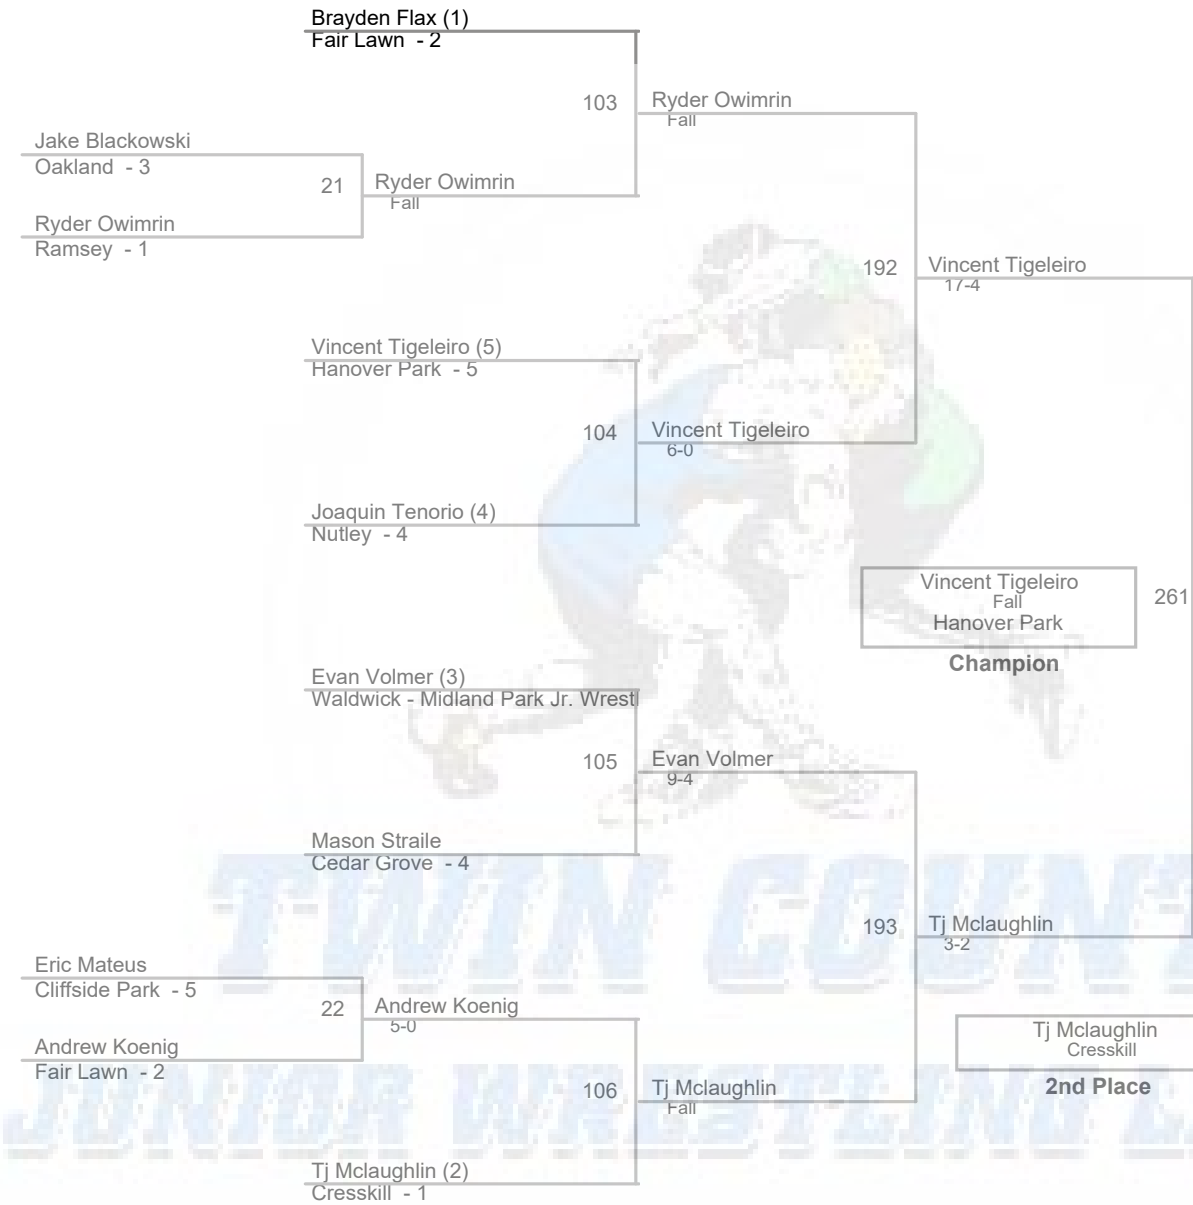 Brayden Flax (1)
Fair Lawn - 2
103
Ryder Owimrin
Fall
Jake Blackowski
Oakland - 3
21
Ryder Owimrin
Fall
Ryder Owimrin
Ramsey - 1
192
Vincent Tigeleiro
17-4
Vincent Tigeleiro (5)
Hanover Park - 5
104
Vincent Tigeleiro
6-0
Joaquin Tenorio (4)
Nutley - 4
Vincent Tigeleiro
Fall
Hanover Park
261
Champion
Evan Volmer (3)
Waldwick - Midland Park Jr. Wrestl
105
Evan Volmer
9-4
Mason Straile
Cedar Grove - 4
TWIN COUNT
193
Tj Mclaughlin
3-2
Eric Mateus
Cliffside Park - 5
22
Andrew Koenig
5-0
Andrew Koenig
Fair Lawn - 2
Tj Mclaughlin
Cresskill
2nd Place
106
Tj Mclaughlin
Fall
JUNIOR WRESTLING L
Tj Mclaughlin (2)
Cresskill - 1